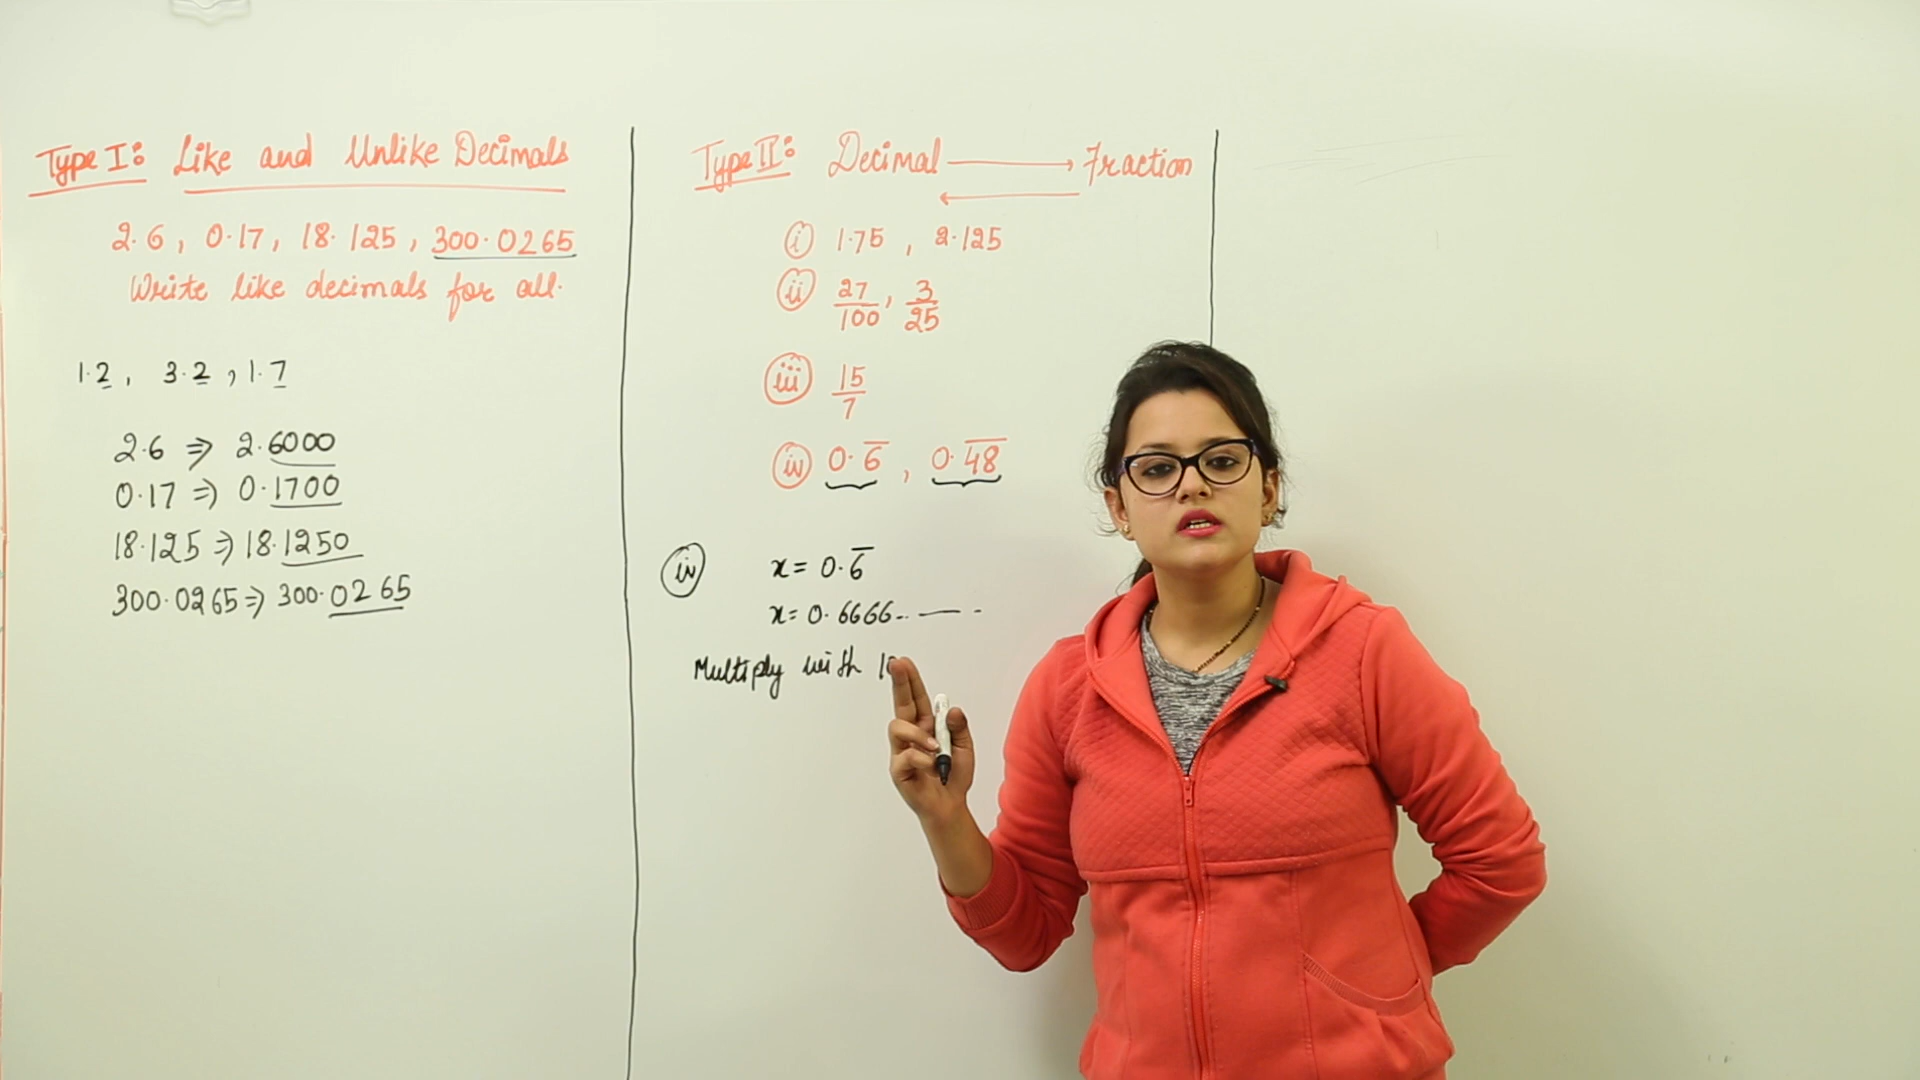 Type I: Like and Unlike Decimals
2.6, 0.17, 18.125, 300.0265
Write like decimals for all.
1.2, 3.2, 1.7
2.6 ⇒ 2.6000
0.17 ⇒ 0.1700
18.125 ⇒ 18.1250
300.0265 ⇒ 300.0265
Type II: Decimal ⟶ Fraction
⟵
(i) 1.75, 2.125
(ii) 27/100, 3/25
(iii) 15/7
(iv) 0.6̅, 0.4̅8̅
(iv) x = 0.6̅
x = 0.6666..—-
Multiply with